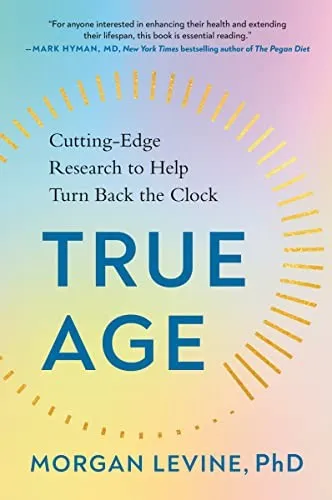 "For anyone interested in enhancing their health and extending
their lifespan, this book is essential reading."
—MARK HYMAN, MD, New York Times bestselling author of The Pegan Diet
Cutting-Edge
Research to Help
Turn Back the Clock
TRUE
AGE
MORGAN LEVINE, PhD